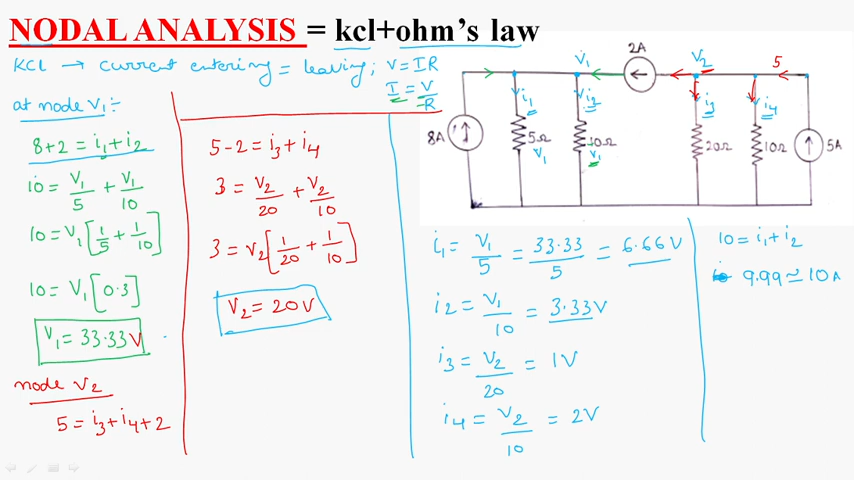 NODAL ANALYSIS = kcl+ohm's law
KCL → current entering = leaving; V = IR
I = V/R
at node V₁:-
8+2 = i₁+i₂
10 = V₁/5 + V₁/10
10 = V₁[1/5 + 1/10]
10 = V₁[0.3]
V₁ = 33.33V
node V₂
5 = i₃+i₄+2
5-2 = i₃+i₄
3 = V₂/20 + V₂/10
3 = V₂[1/20 + 1/10]
V₂ = 20V
V₁ 2A V₂ 5
i₁ i₂ i₃ i₄
8A 5Ω 10Ω 20Ω 10Ω 5A
V₁ V₁
i₁ = V₁/5 = 33.33/5 = 6.66V
i₂ = V₁/10 = 3.33V
i₃ = V₂/20 = 1V
i₄ = V₂/10 = 2V
10 = i₁+i₂
9.99 ≃ 10A